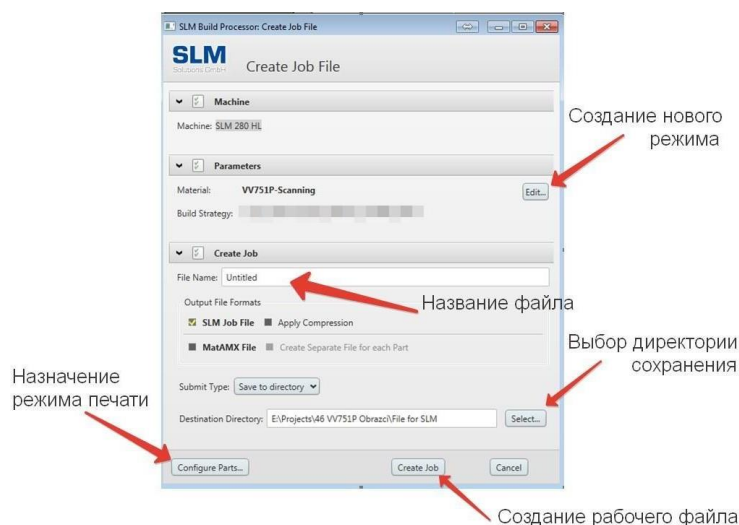 SLM Build Processor: Create Job File
SLM
Solutions GmbH
Create Job File
Machine
Machine: SLM 280 HL
Создание нового
режима
Parameters
Material: VV751P-Scanning
Edit...
Build Strategy:
Create Job
File Name: Untitled
Название файла
Output File Formats
SLM Job File Apply Compression
MatAMX File Create Separate File for each Part
Выбор директории
сохранения
Назначение
режима печати
Submit Type: Save to directory
Destination Directory: E:\Projects\46 VV751P Obrazci\File for SLM Select...
Configure Parts... Create Job Cancel
Создание рабочего файла